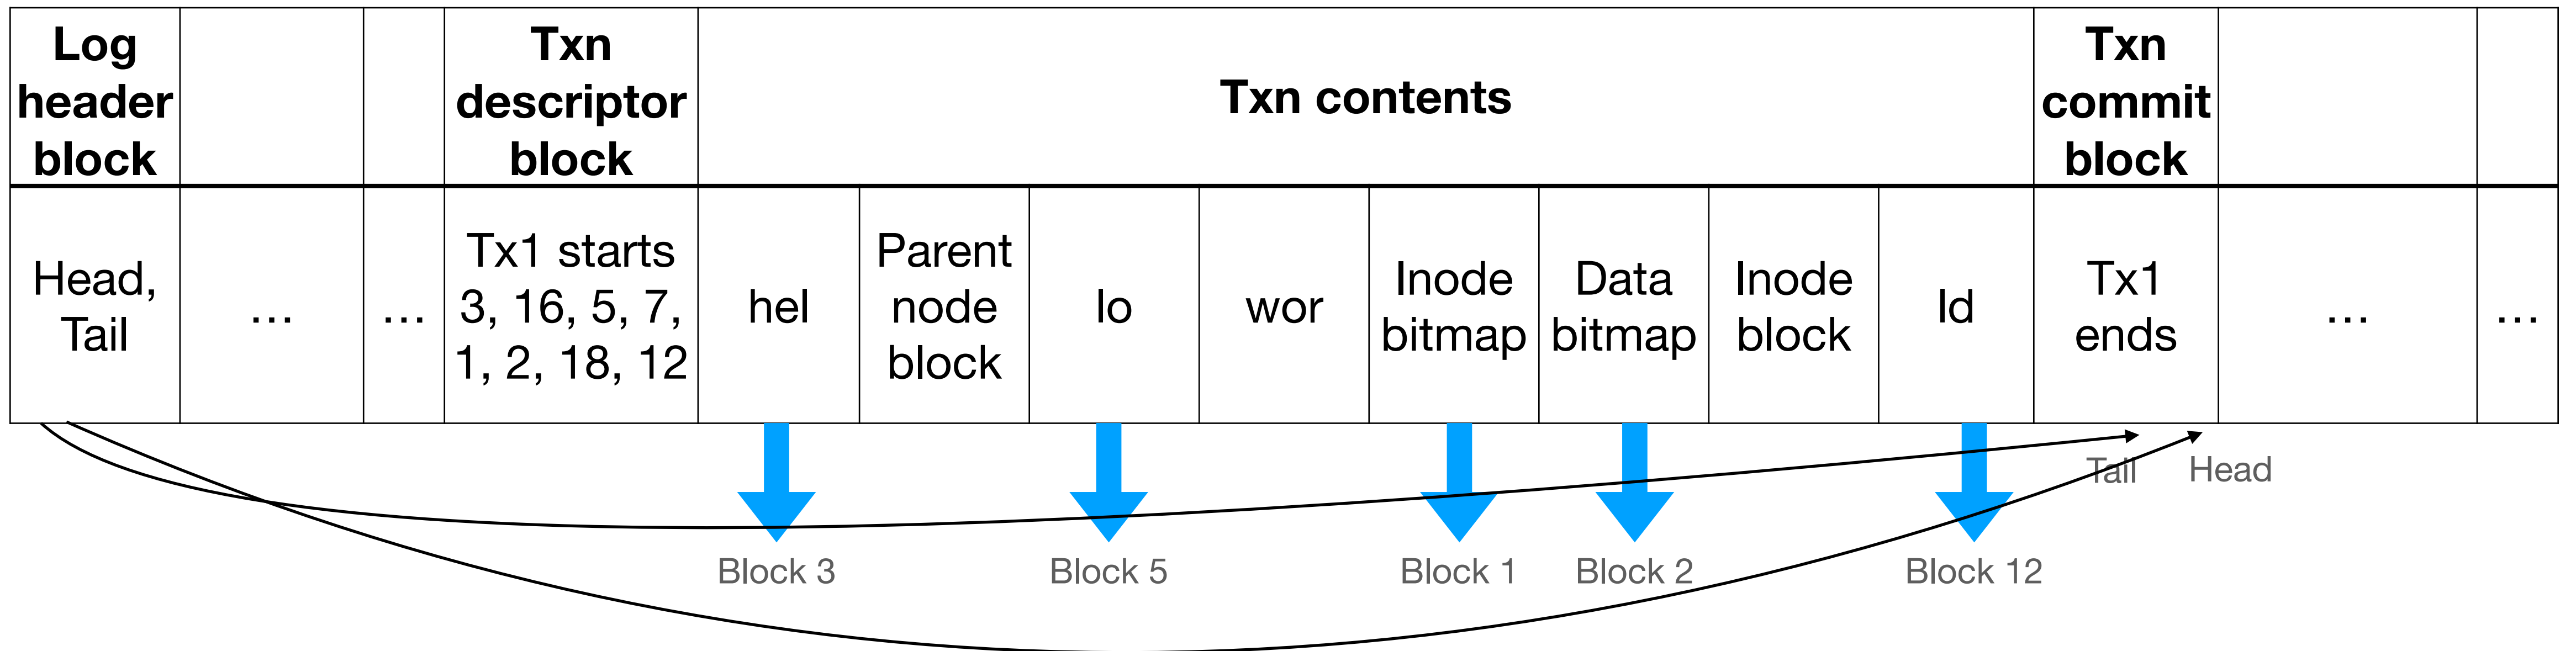 Log
header
block
Txn
descriptor
block
Txn contents
Txn
commit
block
Head,
Tail
...
...
Tx1 starts
3, 16, 5, 7,
1, 2, 18, 12
hel
Parent
node
block
lo
wor
Inode
bitmap
Data
bitmap
Inode
block
ld
Tx1
ends
...
...
Tail
Head
Block 3
Block 5
Block 1
Block 2
Block 12